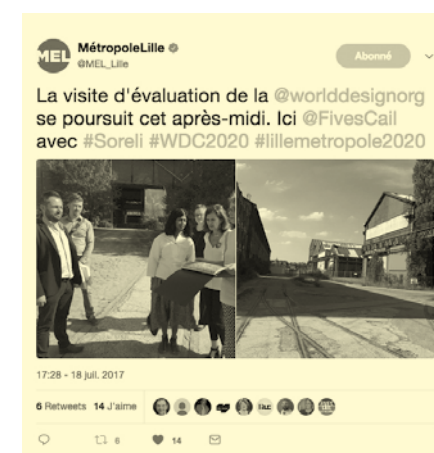 MEL
MétropoleLille
@MEL_Lille
Abonné
La visite d'évaluation de la @worlddesignorg
se poursuit cet après-midi. Ici @FivesCail
avec #Soreli #WDC2020 #lillemetropole2020
17:28 - 18 juil. 2017
6 Retweets 14 J'aime
6 14